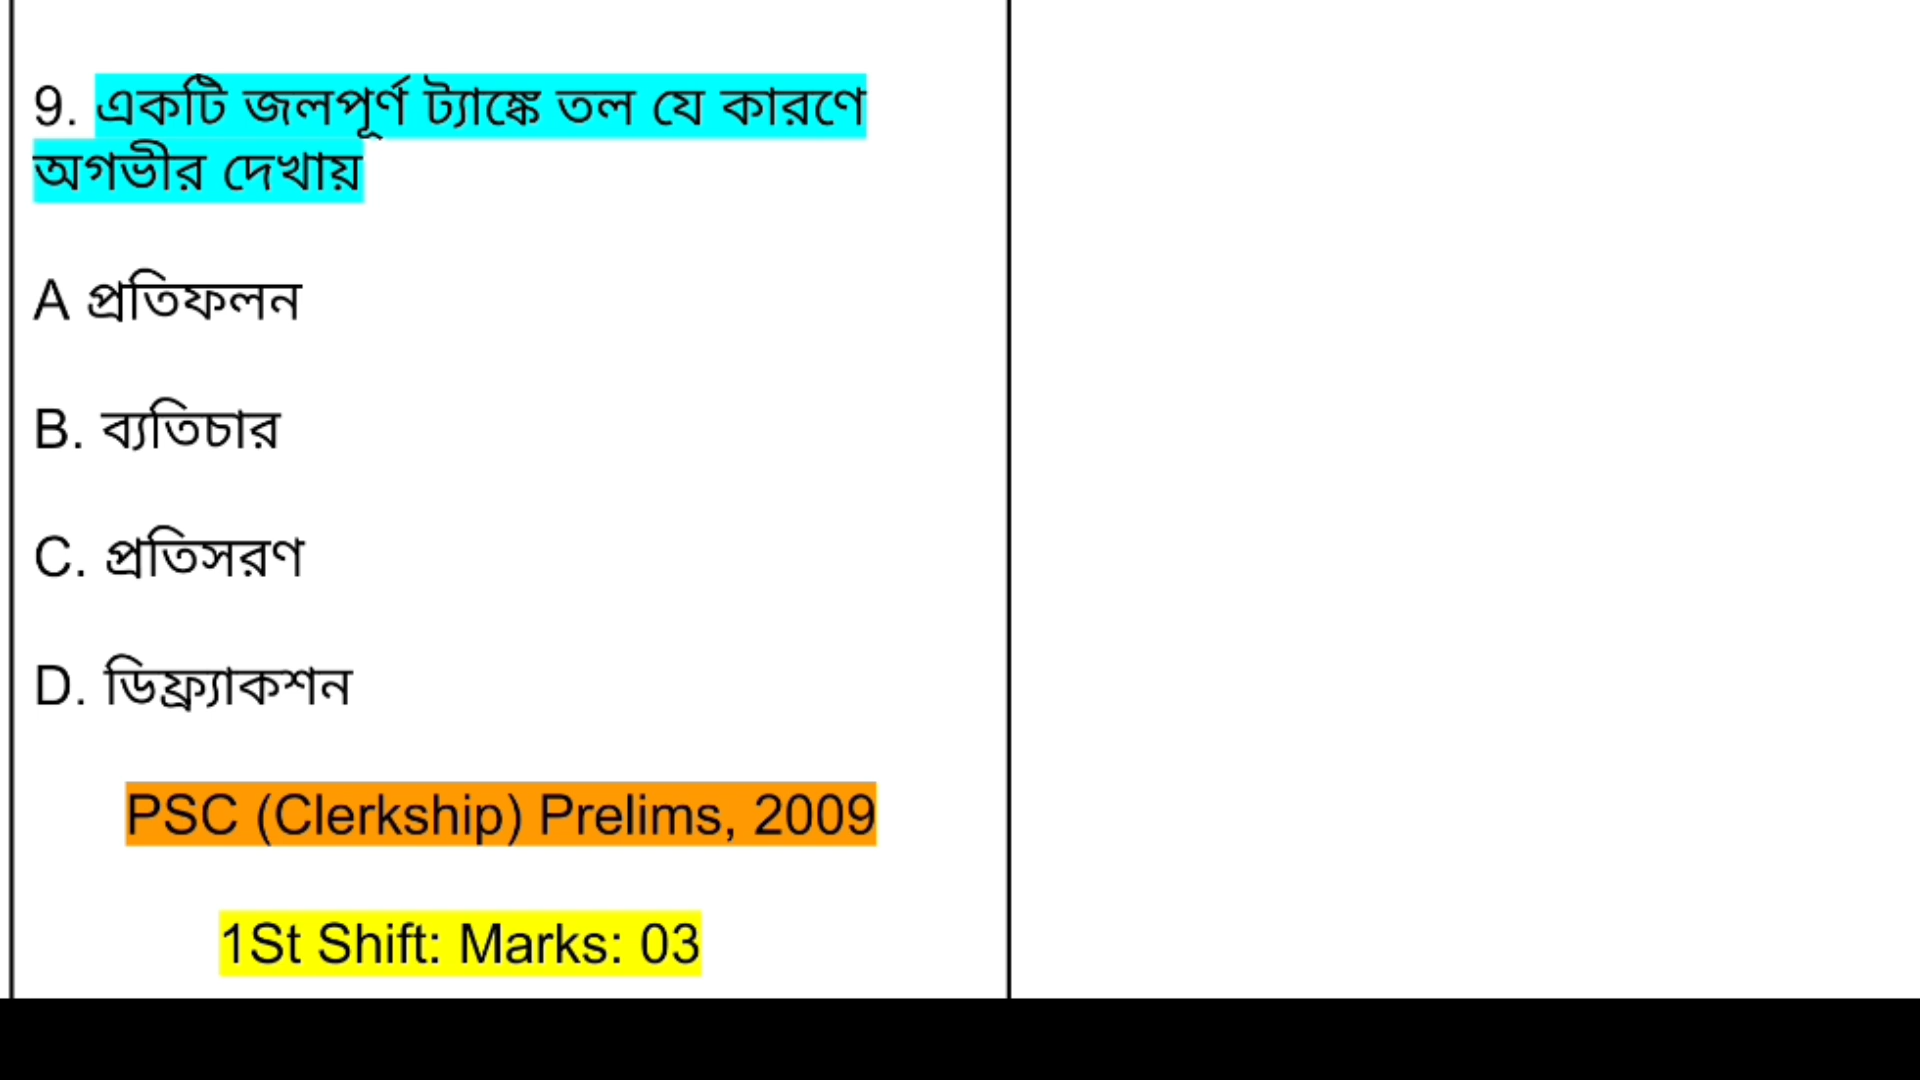 9. একটি জলপূর্ণ ট্যাঙ্কে তল যে কারণে
অগভীর দেখায়
A প্রতিফলন
B. ব্যতিচার
C. প্রতিসরণ
D. ডিফ্র্যাকশন
PSC (Clerkship) Prelims, 2009
1St Shift: Marks: 03